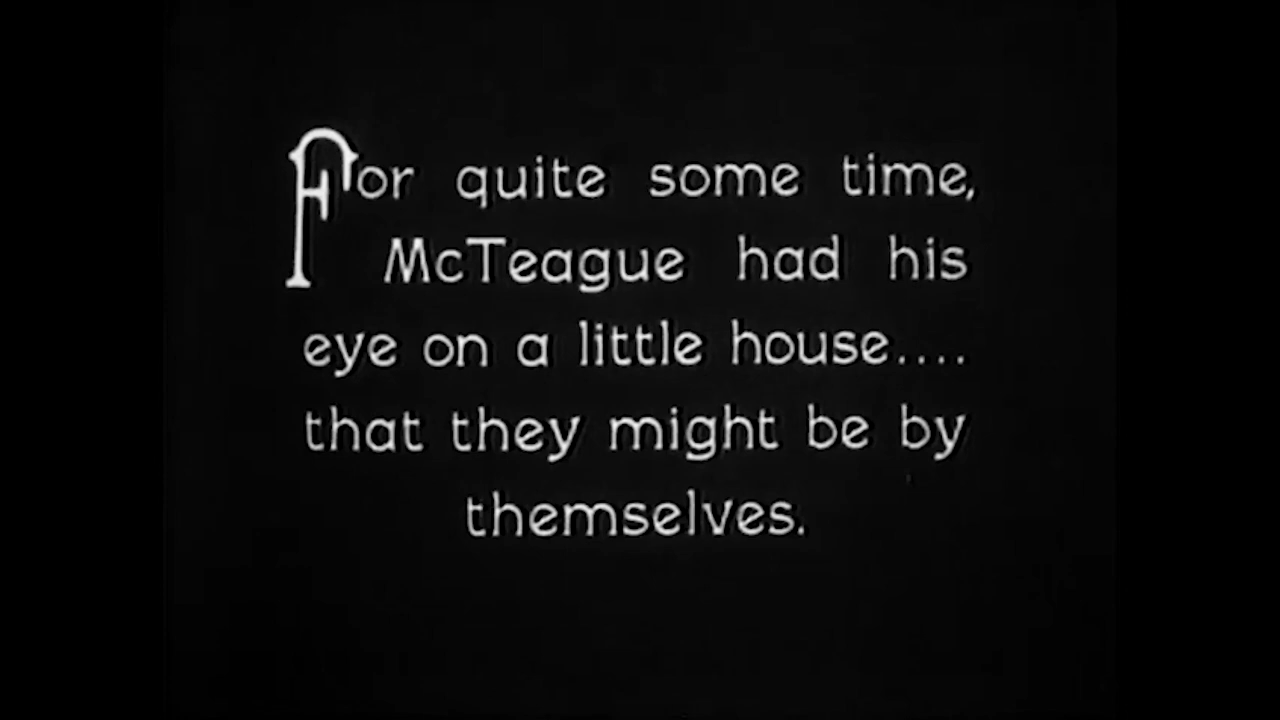 For quite some time,
McTeague had his
eye on a little house....
that they might be by
themselves.